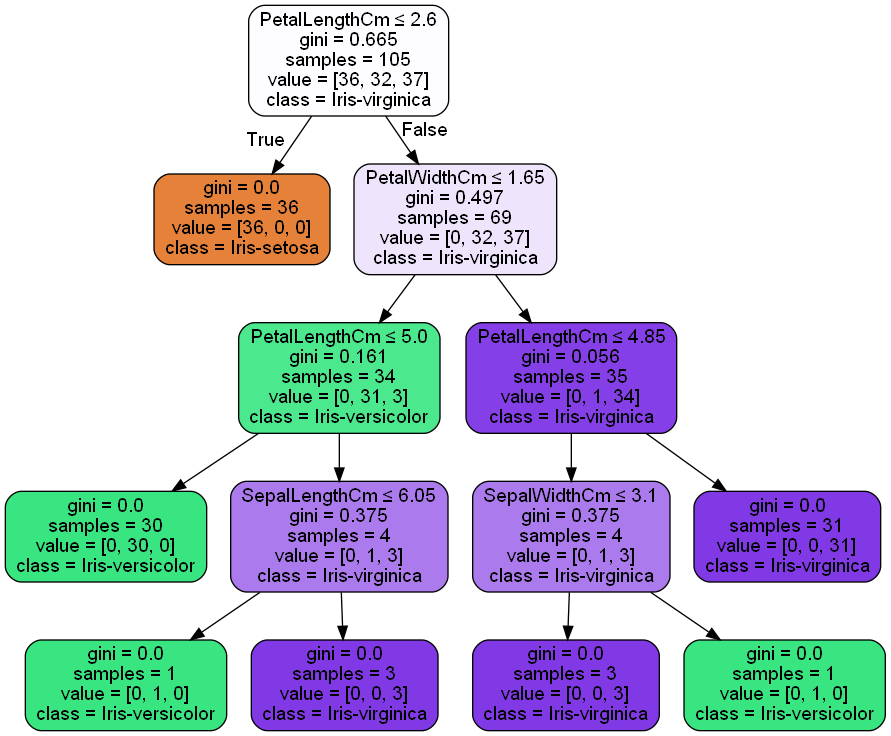 PetalLengthCm ≤ 2.6
gini = 0.665
samples = 105
value = [36, 32, 37]
class = Iris-virginica
True
False
gini = 0.0
samples = 36
value = [36, 0, 0]
class = Iris-setosa
PetalWidthCm ≤ 1.65
gini = 0.497
samples = 69
value = [0, 32, 37]
class = Iris-virginica
PetalLengthCm ≤ 5.0
gini = 0.161
samples = 34
value = [0, 31, 3]
class = Iris-versicolor
PetalLengthCm ≤ 4.85
gini = 0.056
samples = 35
value = [0, 1, 34]
class = Iris-virginica
gini = 0.0
samples = 30
value = [0, 30, 0]
class = Iris-versicolor
SepalLengthCm ≤ 6.05
gini = 0.375
samples = 4
value = [0, 1, 3]
class = Iris-virginica
SepalWidthCm ≤ 3.1
gini = 0.375
samples = 4
value = [0, 1, 3]
class = Iris-virginica
gini = 0.0
samples = 31
value = [0, 0, 31]
class = Iris-virginica
gini = 0.0
samples = 1
value = [0, 1, 0]
class = Iris-versicolor
gini = 0.0
samples = 3
value = [0, 0, 3]
class = Iris-virginica
gini = 0.0
samples = 3
value = [0, 0, 3]
class = Iris-virginica
gini = 0.0
samples = 1
value = [0, 1, 0]
class = Iris-versicolor